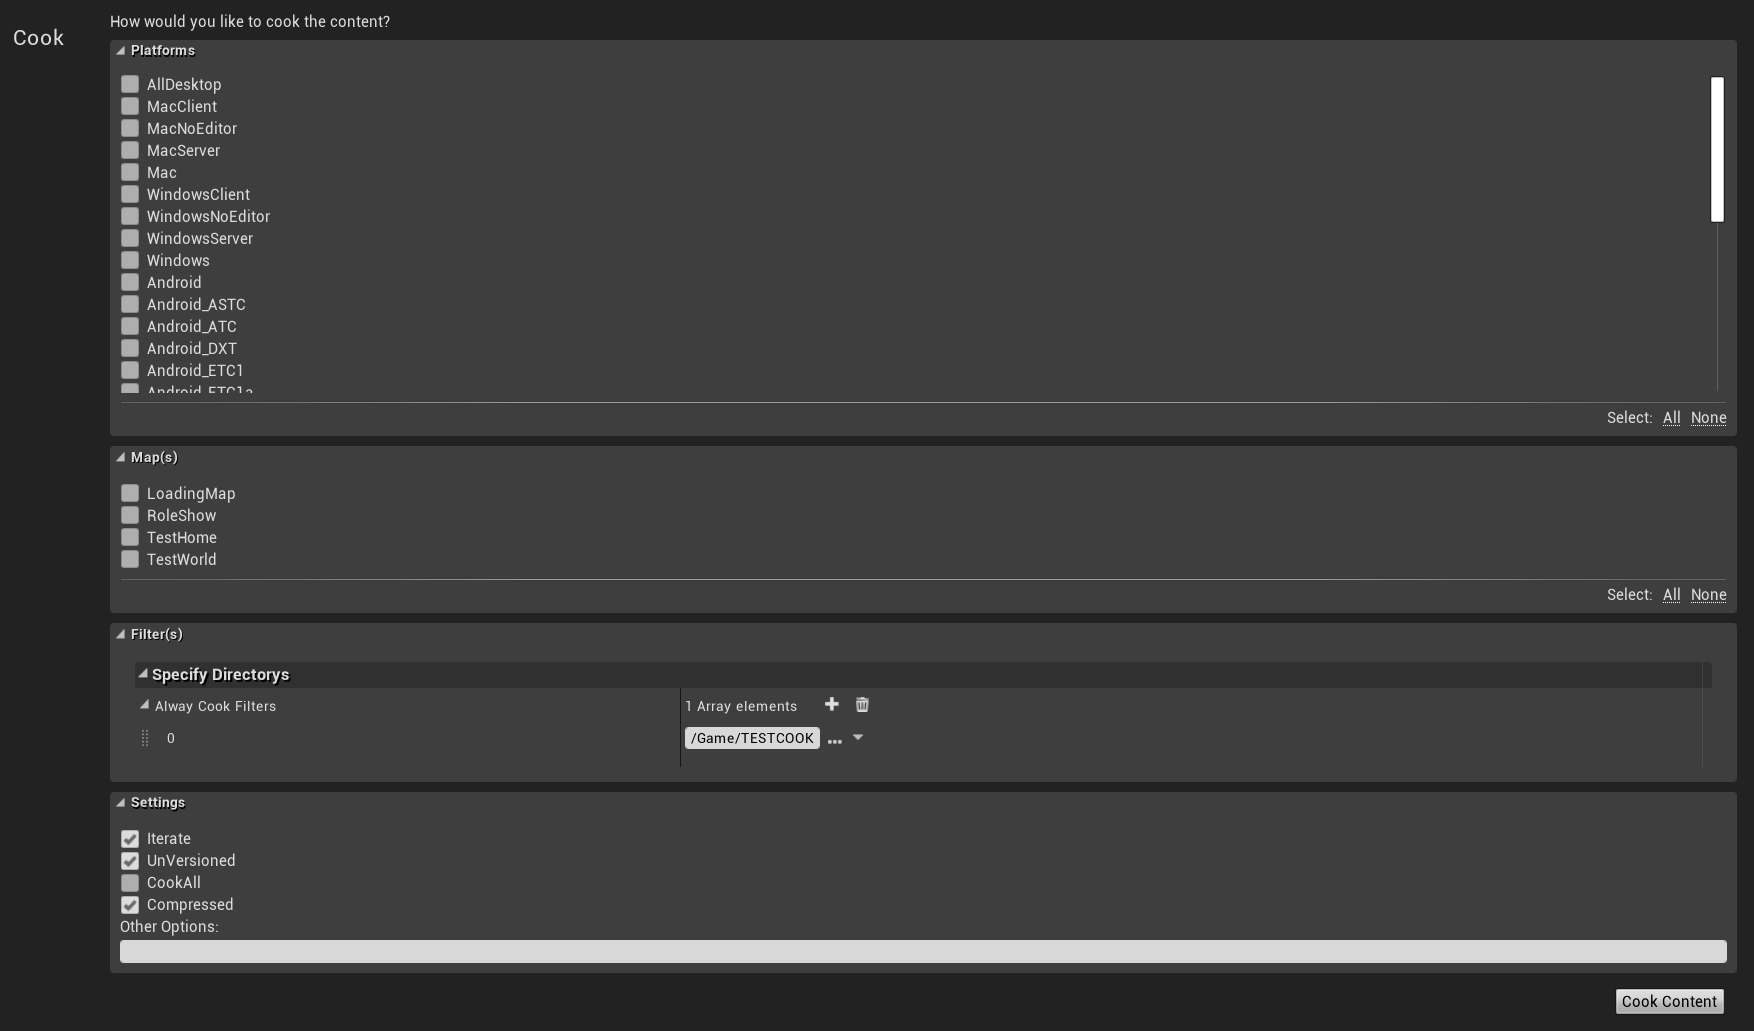 Cook
How would you like to cook the content?
Platforms
AllDesktop
MacClient
MacNoEditor
MacServer
Mac
WindowsClient
WindowsNoEditor
WindowsServer
Windows
Android
Android_ASTC
Android_ATC
Android_DXT
Android_ETC1
Android_ETC1a
Select: All None
Map(s)
LoadingMap
RoleShow
TestHome
TestWorld
Select: All None
Filter(s)
Specify Directorys
Alway Cook Filters 1 Array elements
0 /Game/TESTCOOK ...
Settings
Iterate
UnVersioned
CookAll
Compressed
Other Options:
Cook Content